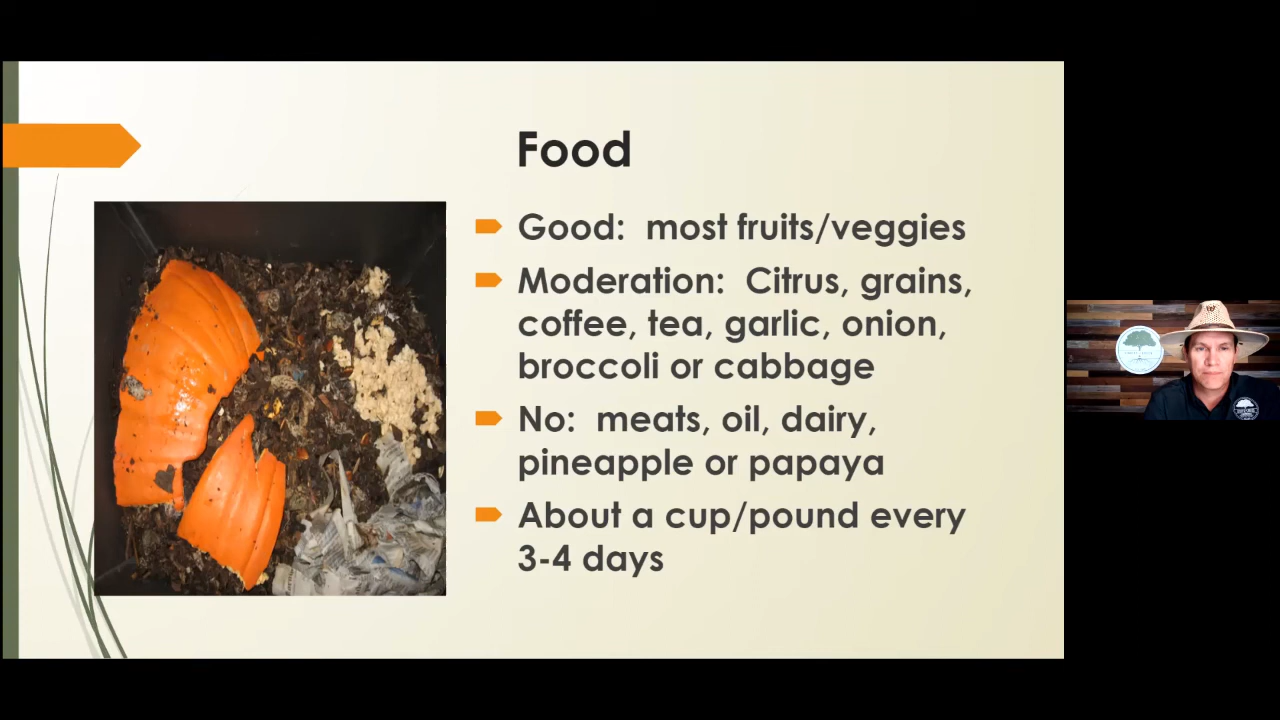 Food
Good:  most fruits/veggies
Moderation:  Citrus, grains,
coffee, tea, garlic, onion,
broccoli or cabbage
No:  meats, oil, dairy,
pineapple or papaya
About a cup/pound every
3-4 days